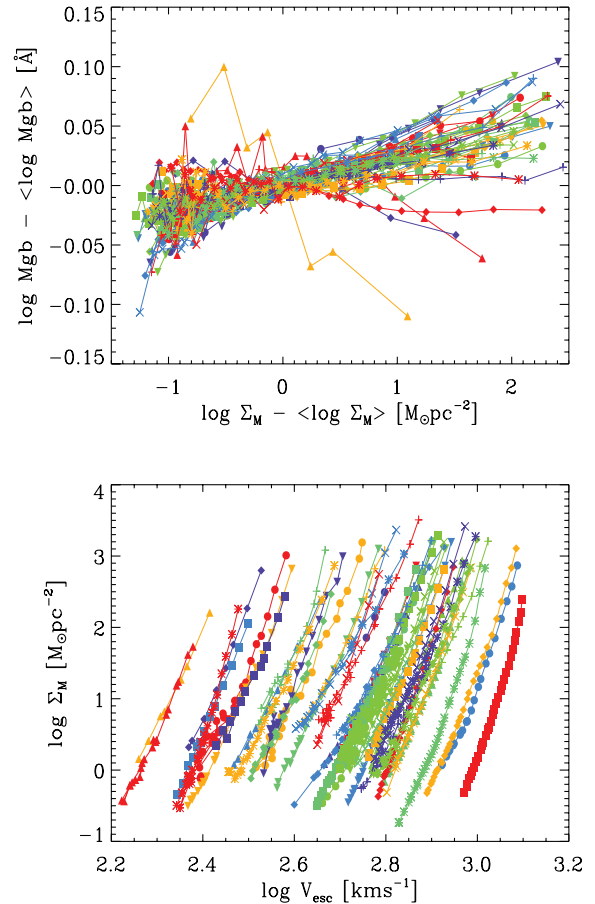 0.15
0.10
0.05
-0.00
-0.05
-0.10
-0.15
log Mgb - <log Mgb> [Å]
-1 0 1 2
log Σ_M - <log Σ_M> [M_⊙pc^-2]
4
3
2
1
0
-1
log Σ_M [M_⊙pc^-2]
2.2 2.4 2.6 2.8 3.0 3.2
log V_esc [kms^-1]